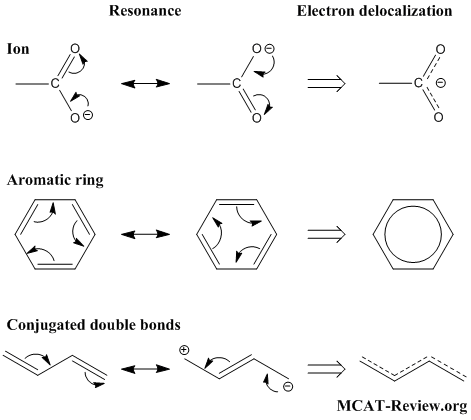 Resonance Electron delocalization
Ion
O O ⊖ O
C C C ⊖
O ⊖ O O
Aromatic ring
Conjugated double bonds
⊕
⊖
MCAT-Review.org